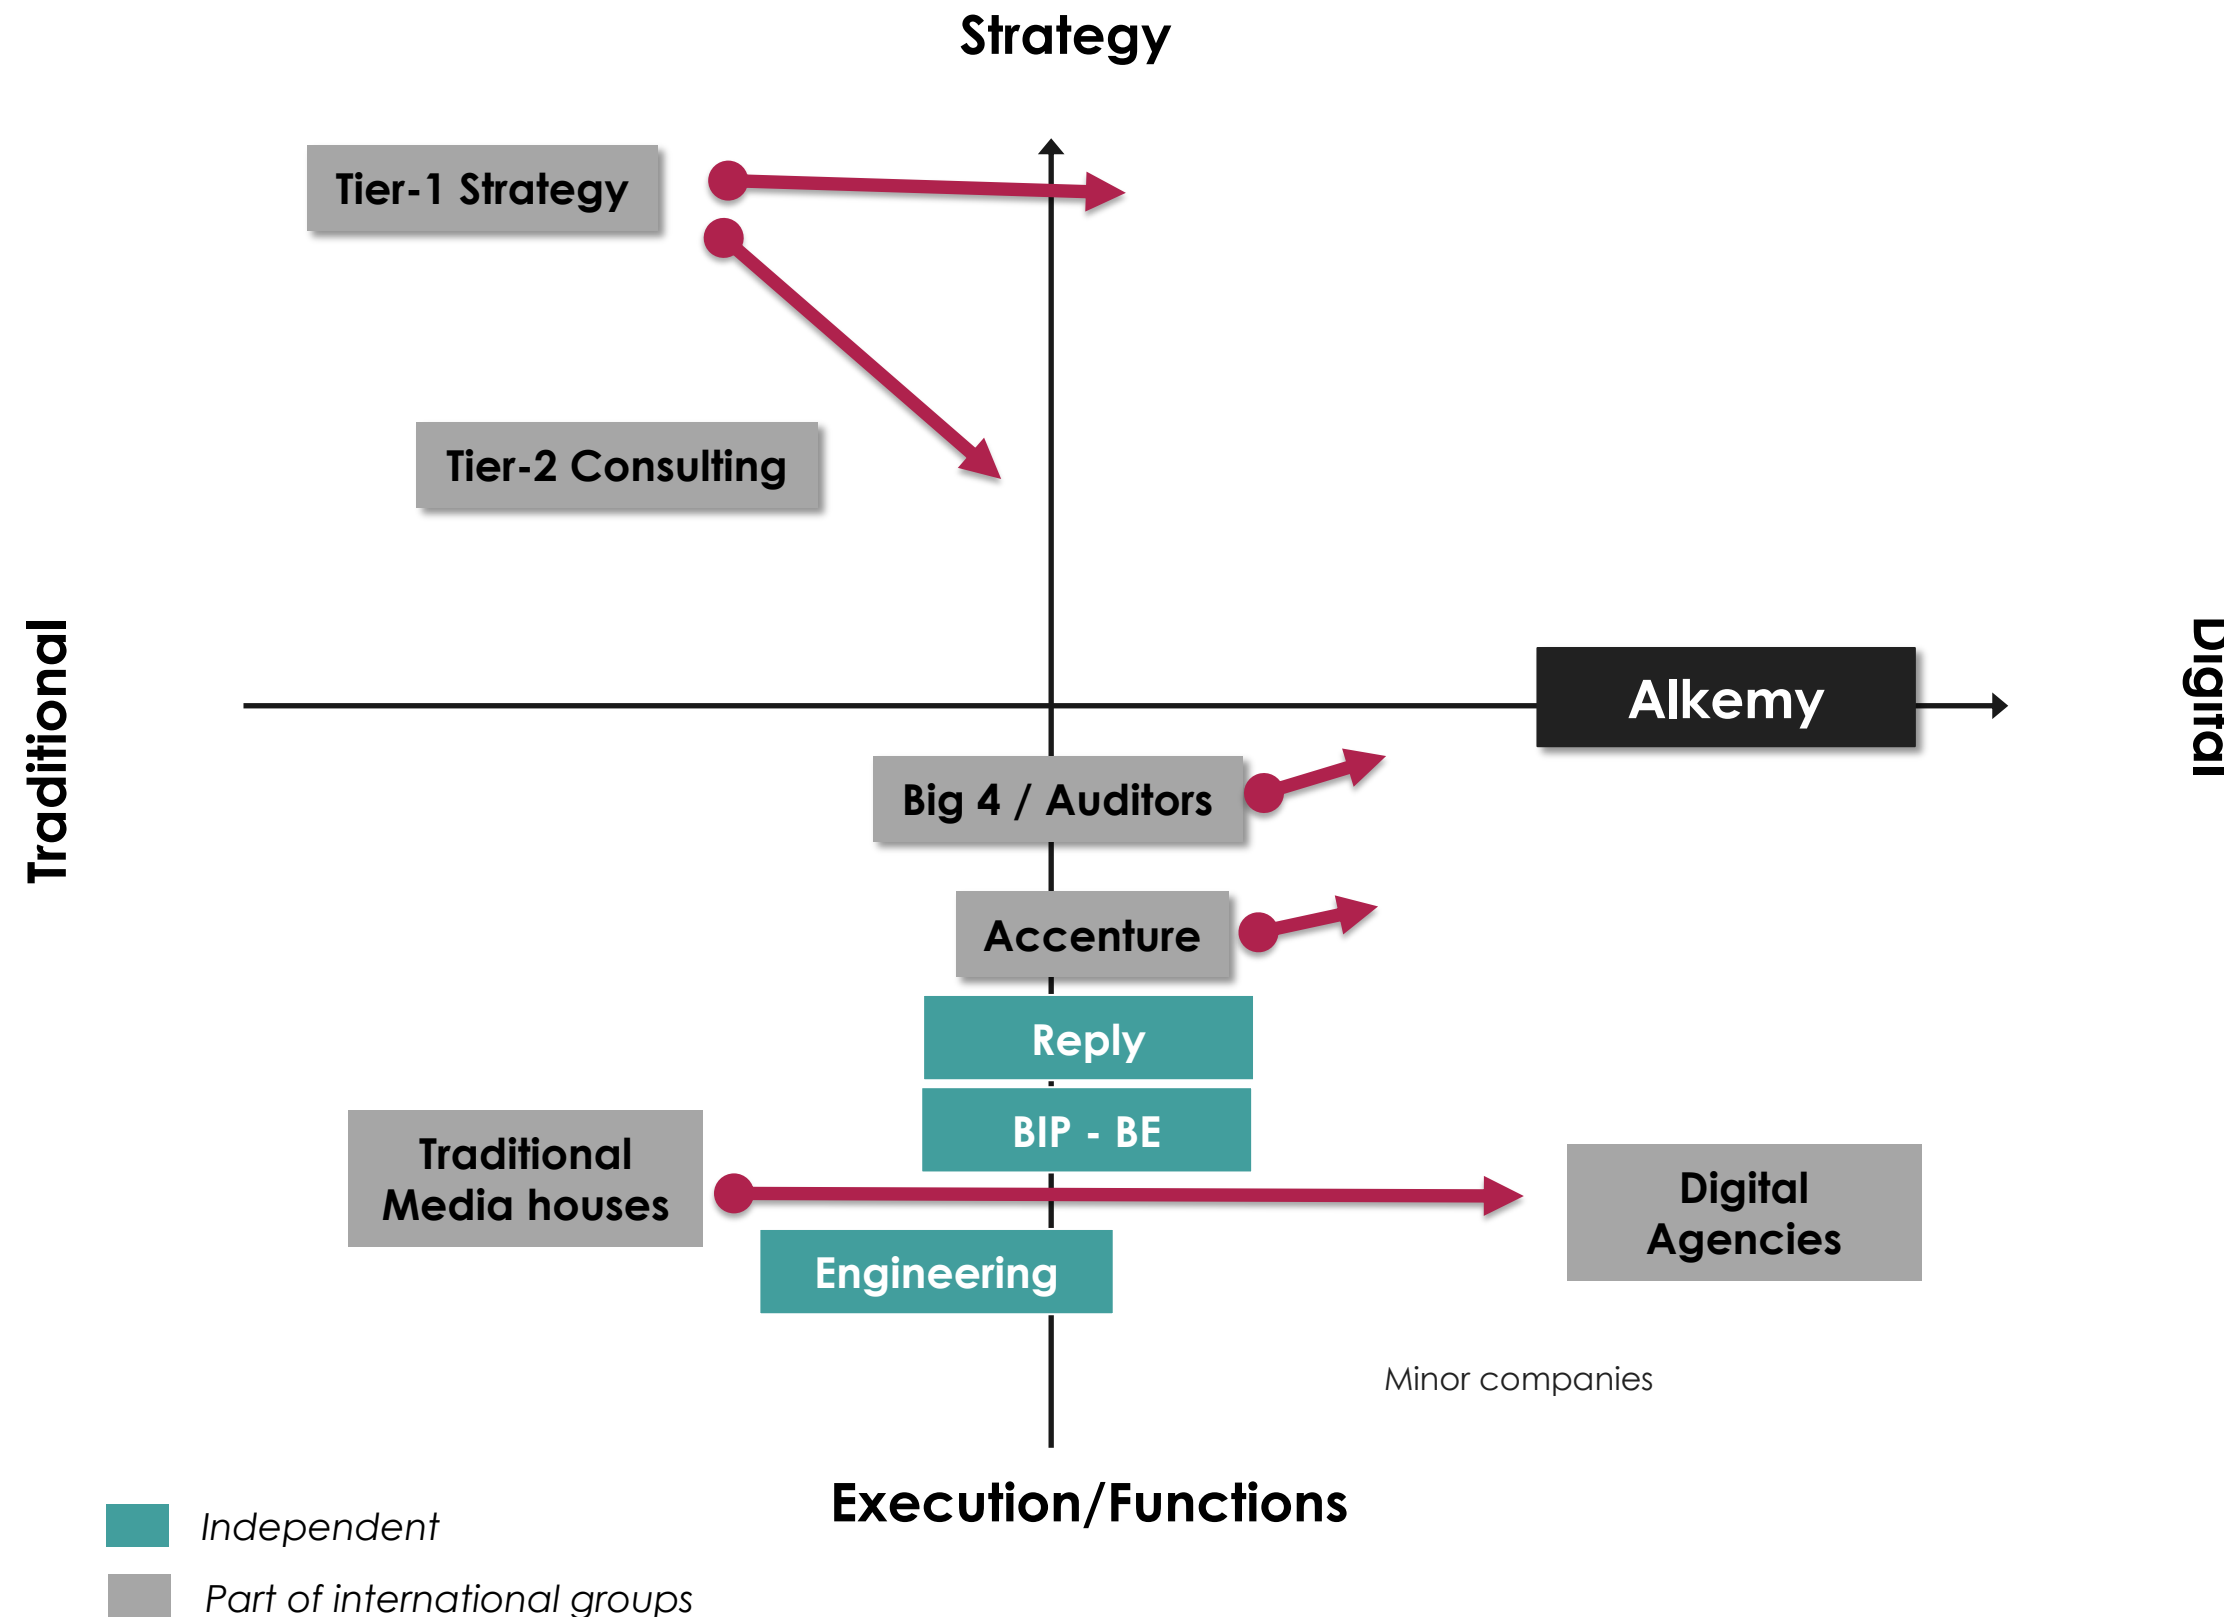 Strategy
Tier-1 Strategy
Tier-2 Consulting
Traditional
Digital
Alkemy
Big 4 / Auditors
Accenture
Reply
BIP - BE
Traditional
Media houses
Digital
Agencies
Engineering
Minor companies
Execution/Functions
Independent
Part of international groups